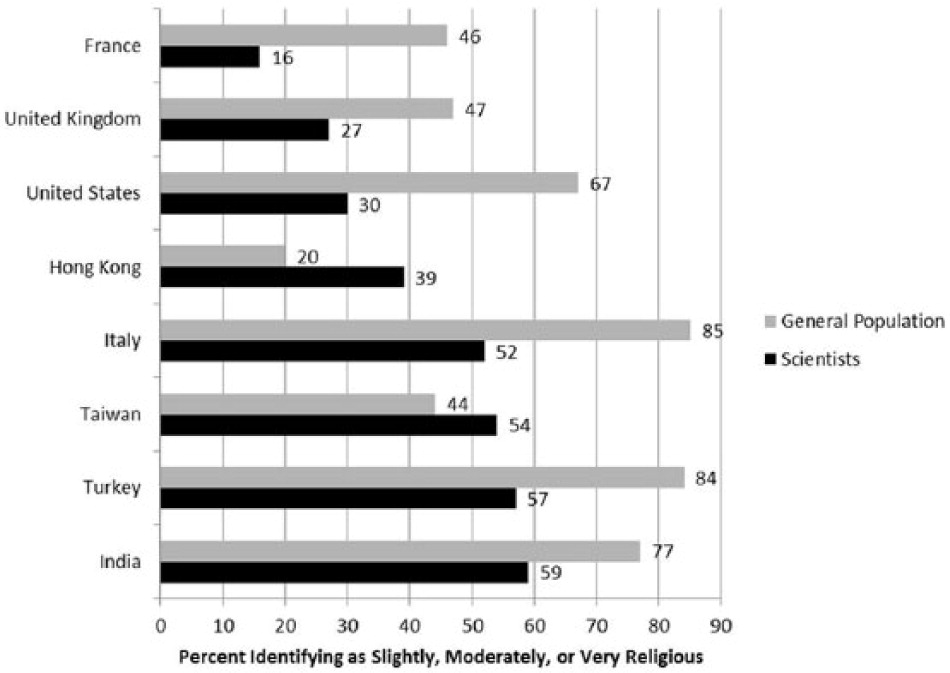 France
46
16
United Kingdom
47
27
United States
67
30
Hong Kong
20
39
Italy
85
52
Taiwan
44
54
Turkey
84
57
India
77
59
General Population
Scientists
0 10 20 30 40 50 60 70 80 90
Percent Identifying as Slightly, Moderately, or Very Religious